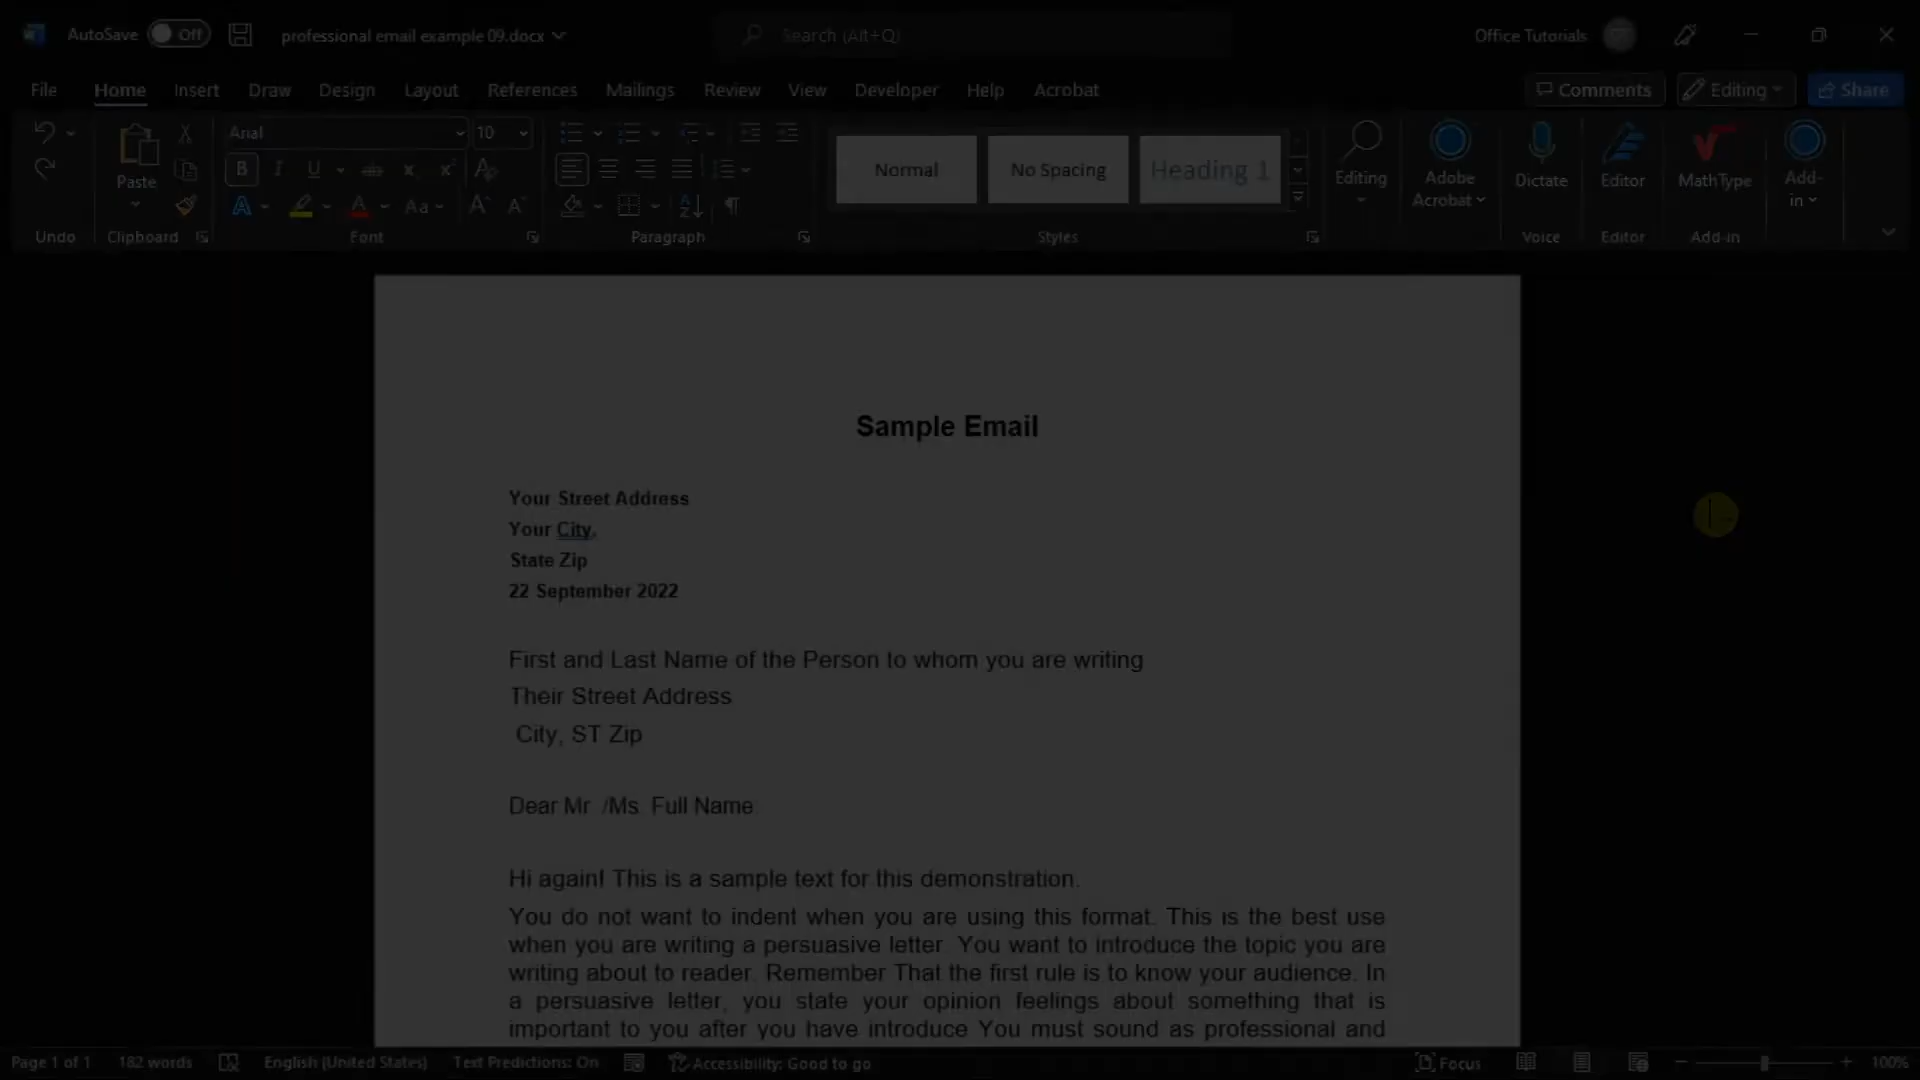 AutoSave Off professional email example 09.docx Search (Alt+Q) Office Tutorials
File Home Insert Draw Design Layout References Mailings Review View Developer Help Acrobat Comments Editing Share
Arial 10
Paste
Undo Clipboard Font Paragraph
Normal No Spacing Heading 1
Styles
Editing
Adobe Acrobat
Dictate
Voice
Editor
Editor
MathType
Add-in
Add-in
Sample Email
Your Street Address
Your City,
State Zip
22 September 2022
First and Last Name of the Person to whom you are writing
Their Street Address
City, ST Zip
Dear Mr /Ms Full Name
Hi again! This is a sample text for this demonstration.
You do not want to indent when you are using this format. This is the best use
when you are writing a persuasive letter. You want to introduce the topic you are
writing about to reader. Remember That the first rule is to know your audience. In
a persuasive letter, you state your opinion feelings about something that is
important to you after you have introduce You must sound as professional and
Page 1 of 1 182 words English (United States) Text Predictions: On Accessibility: Good to go Focus 100%